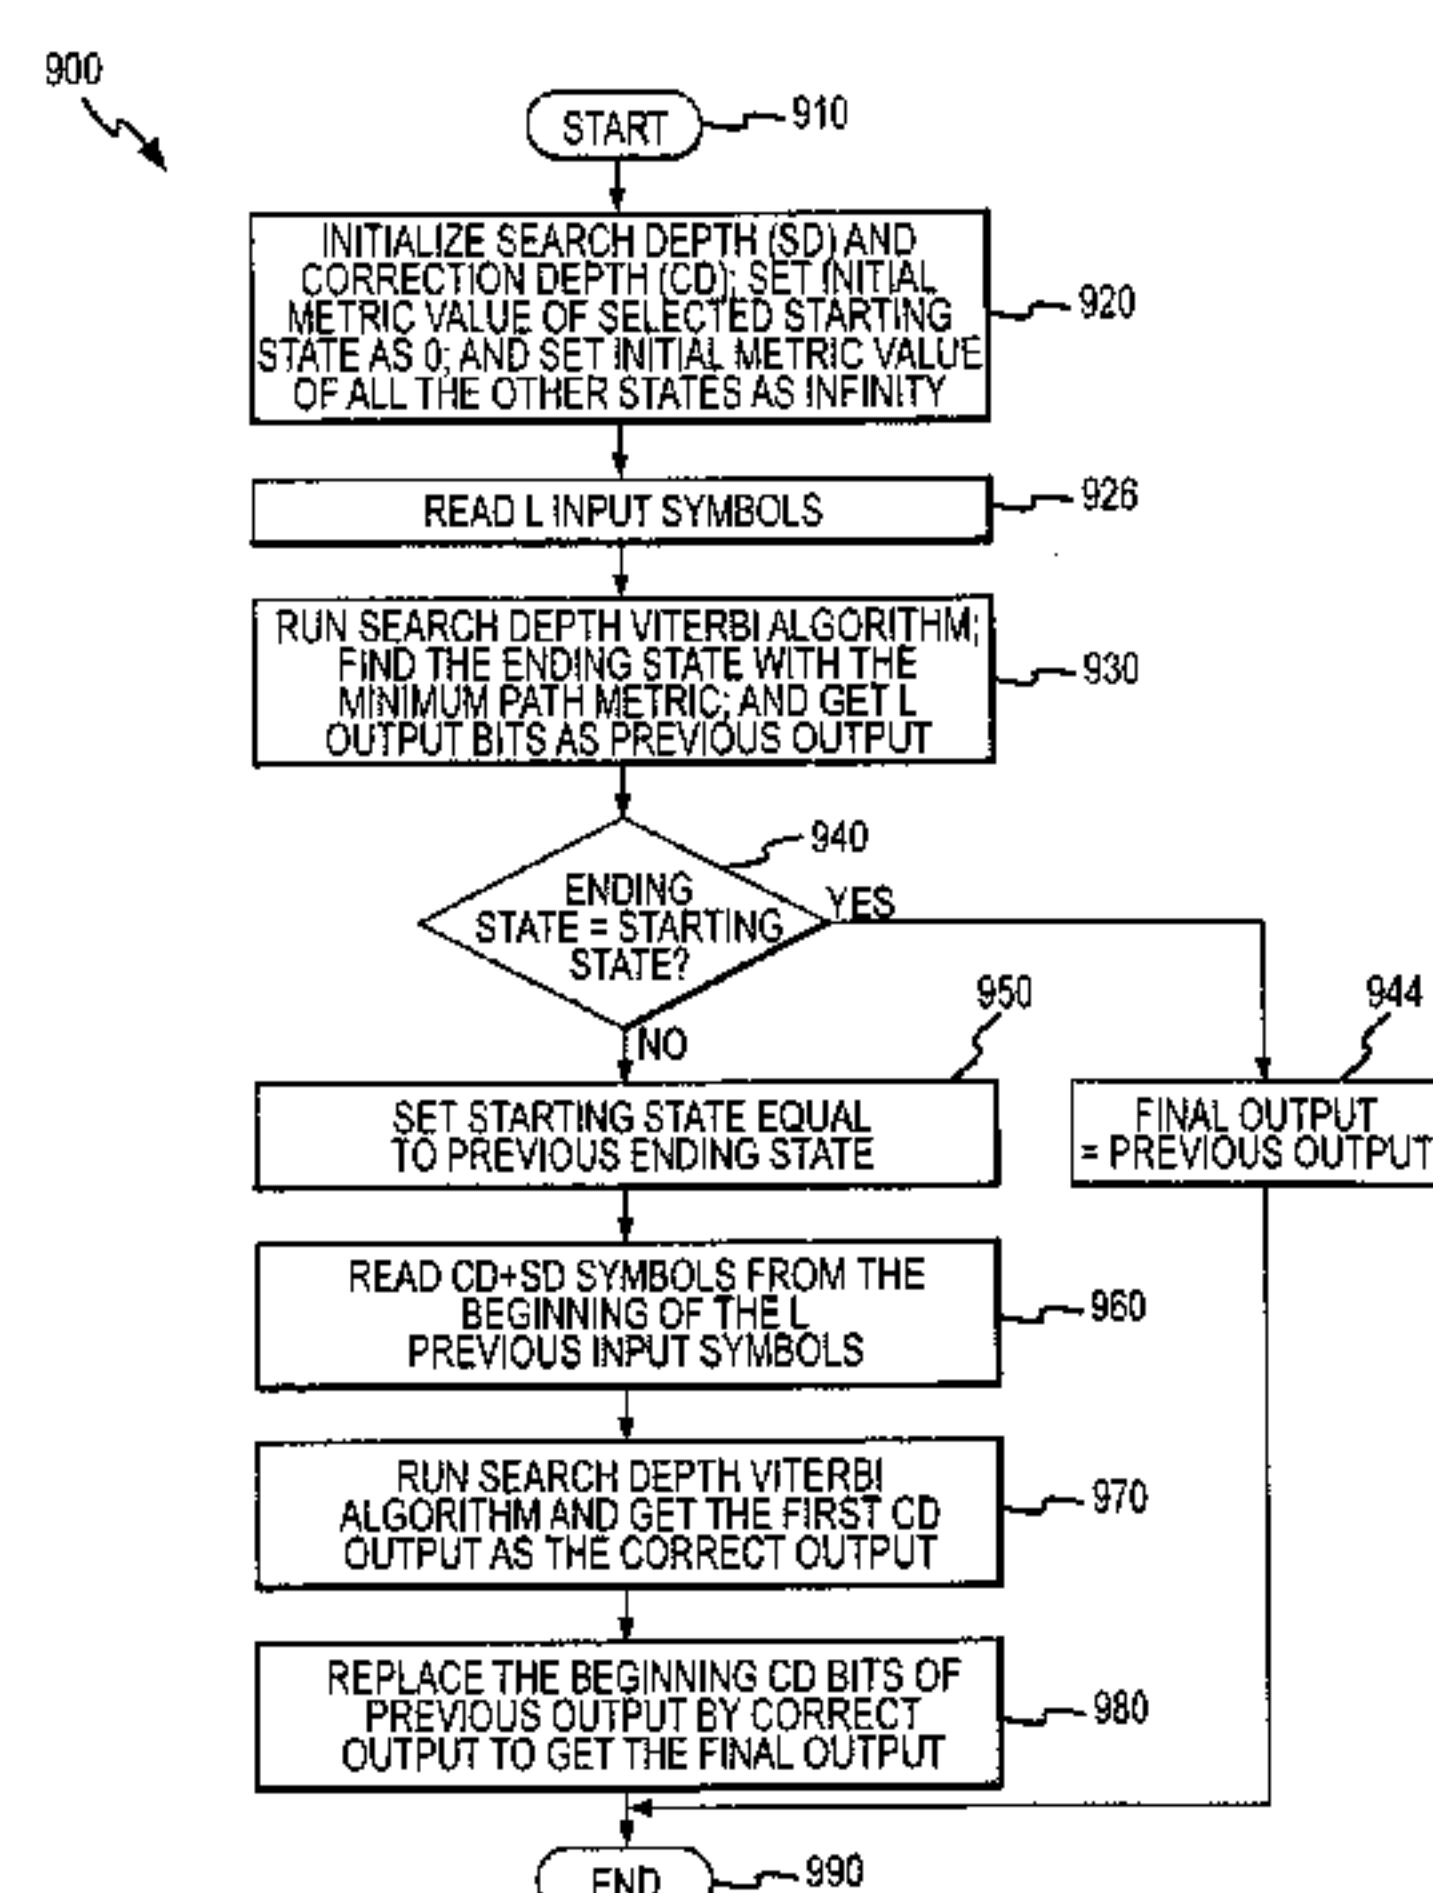 900
START
910
INITIALIZE SEARCH DEPTH (SD) AND
CORRECTION DEPTH (CD); SET INITIAL
METRIC VALUE OF SELECTED STARTING
STATE AS 0; AND SET INITIAL METRIC VALUE
OF ALL THE OTHER STATES AS INFINITY
920
READ L INPUT SYMBOLS
926
RUN SEARCH DEPTH VITERBI ALGORITHM;
FIND THE ENDING STATE WITH THE
MINIMUM PATH METRIC; AND GET L
OUTPUT BITS AS PREVIOUS OUTPUT
930
940
ENDING
STATE = STARTING
STATE?
YES
NO
950
944
SET STARTING STATE EQUAL
TO PREVIOUS ENDING STATE
FINAL OUTPUT
= PREVIOUS OUTPUT
READ CD+SD SYMBOLS FROM THE
BEGINNING OF THE L
PREVIOUS INPUT SYMBOLS
960
RUN SEARCH DEPTH VITERBI
ALGORITHM AND GET THE FIRST CD
OUTPUT AS THE CORRECT OUTPUT
970
REPLACE THE BEGINNING CD BITS OF
PREVIOUS OUTPUT BY CORRECT
OUTPUT TO GET THE FINAL OUTPUT
980
END
990